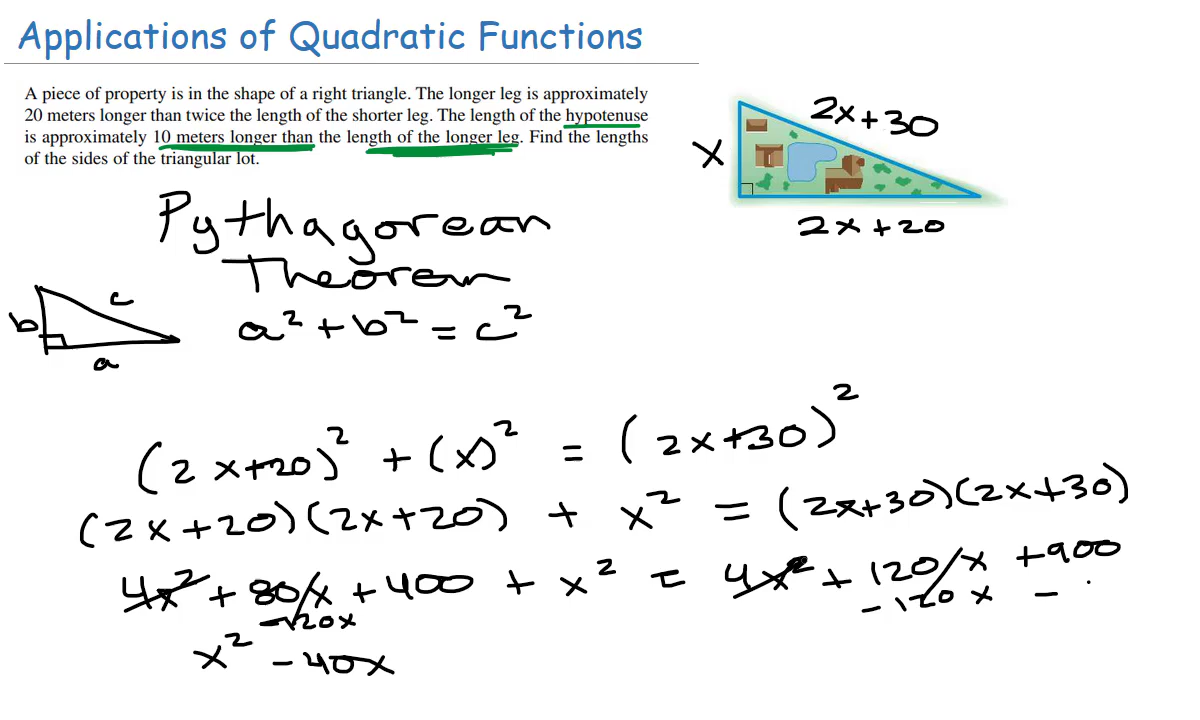 Applications of Quadratic Functions
A piece of property is in the shape of a right triangle. The longer leg is approximately
20 meters longer than twice the length of the shorter leg. The length of the hypotenuse
is approximately 10 meters longer than the length of the longer leg. Find the lengths
of the sides of the triangular lot.
2x+30
x
2x+20
Pythagorean
Theorem
c
b
a
a² + b² = c²
(2x+20)² + (x)² = (2x+30)²
(2x+20)(2x+20) + x² = (2x+30)(2x+30)
4x² + 80x + 400 + x² = 4x² + 120x + 900
-120x -120x -
x² - 40x